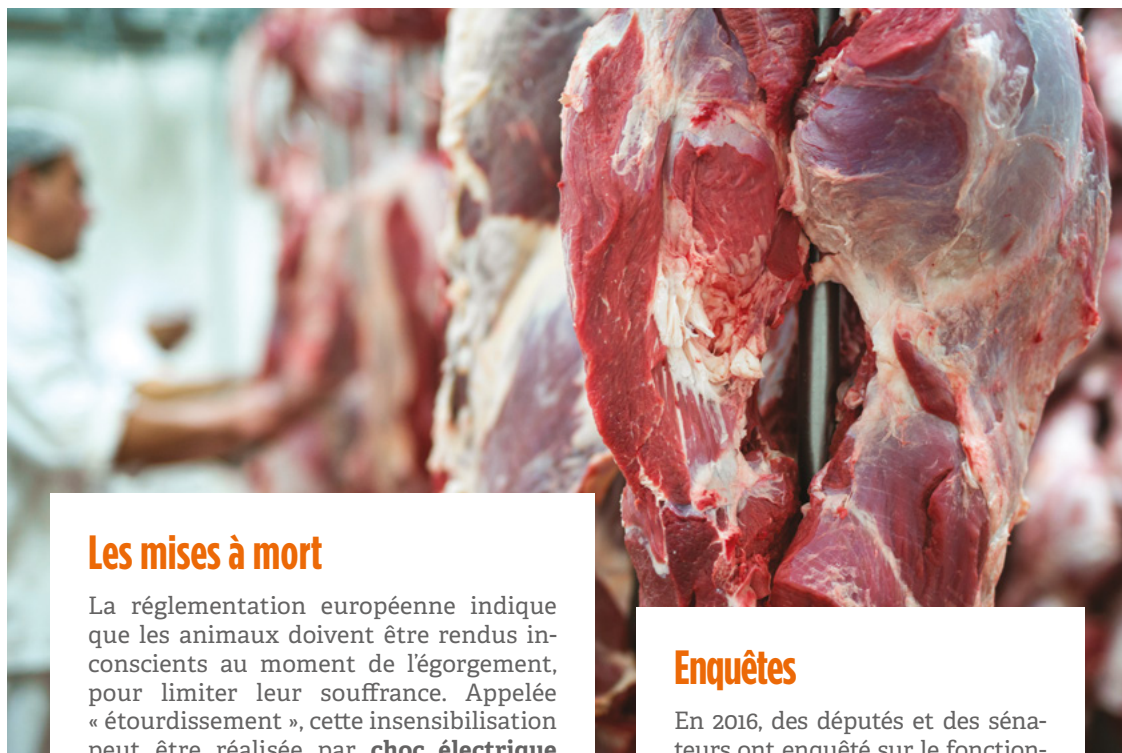 Les mises à mort
La réglementation européenne indique
que les animaux doivent être rendus in-
conscients au moment de l’égorgement,
pour limiter leur souffrance. Appelée
« étourdissement », cette insensibilisation
peut être réalisée par choc électrique
Enquêtes
En 2016, des députés et des séna-
teurs ont enquêté sur le fonction-